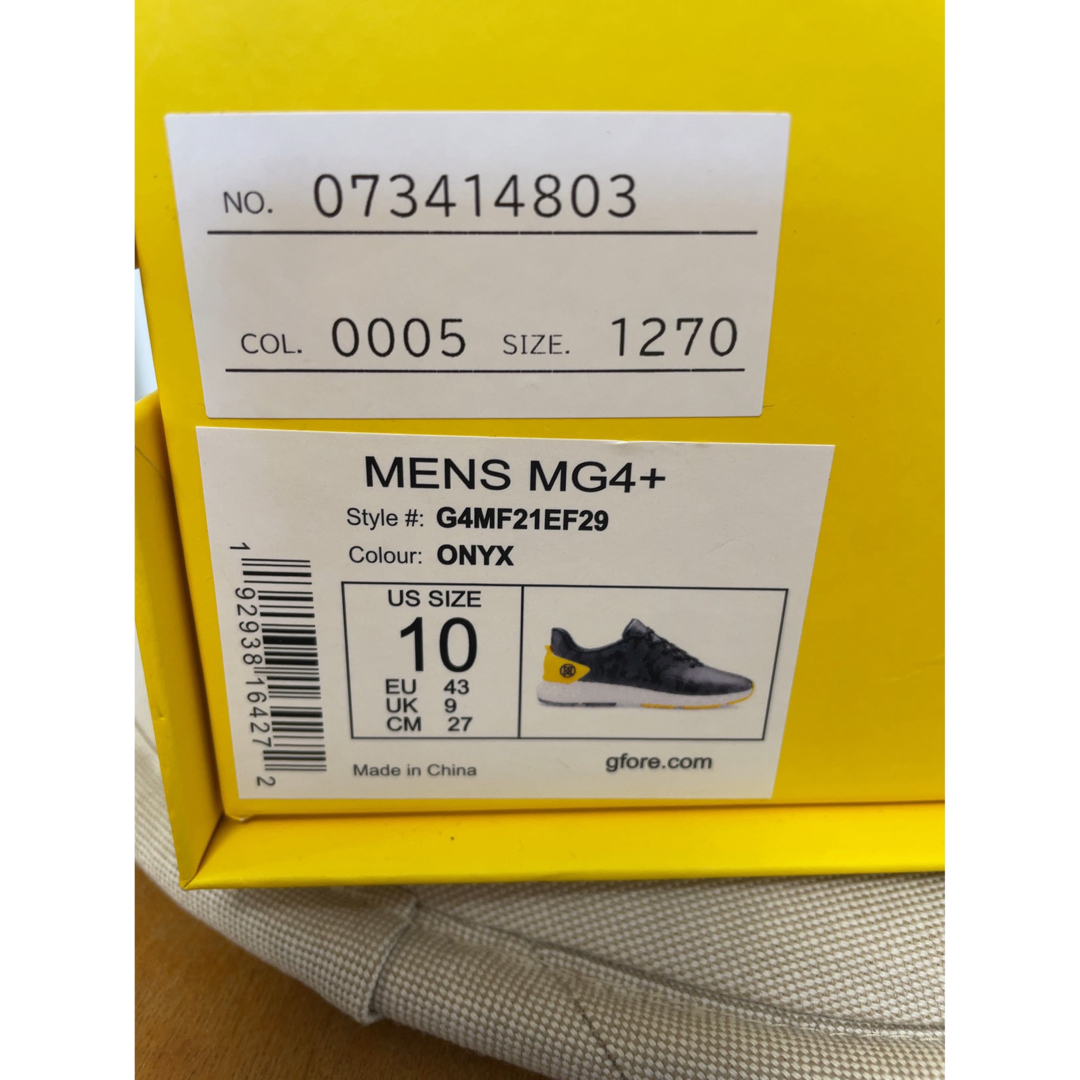 NO. 073414803
COL. 0005 SIZE. 1270
MENS MG4+
Style #: G4MF21EF29
Colour: ONYX
US SIZE
10
EU 43
UK 9
CM 27
Made in China
gfore.com
1 92938 16427 2